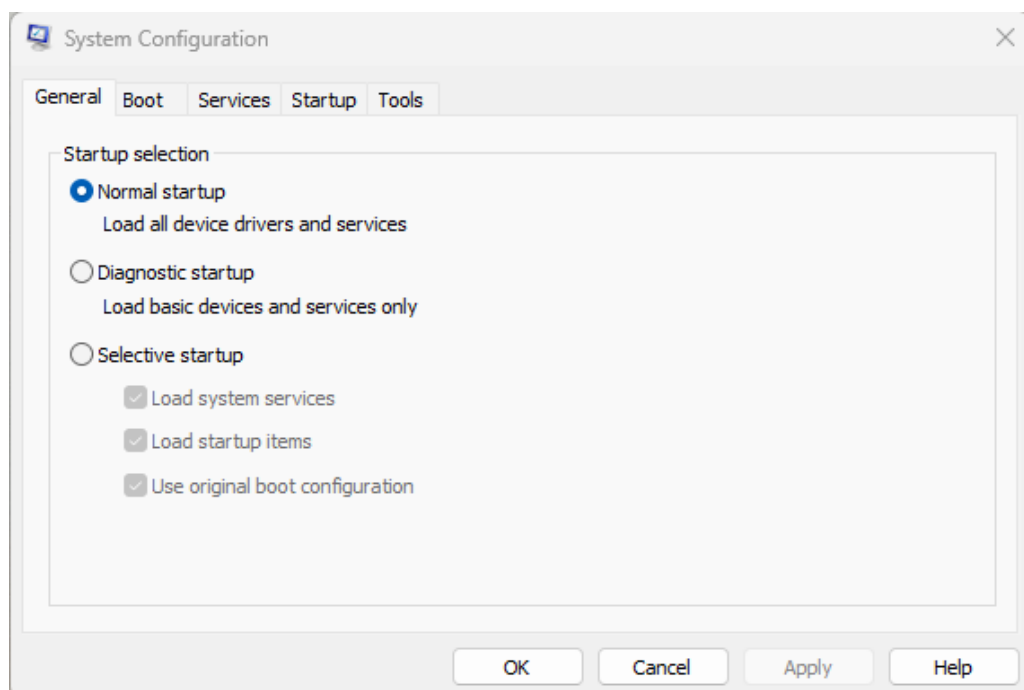 System Configuration
General Boot Services Startup Tools
Startup selection
Normal startup
Load all device drivers and services
Diagnostic startup
Load basic devices and services only
Selective startup
Load system services
Load startup items
Use original boot configuration
OK Cancel Apply Help